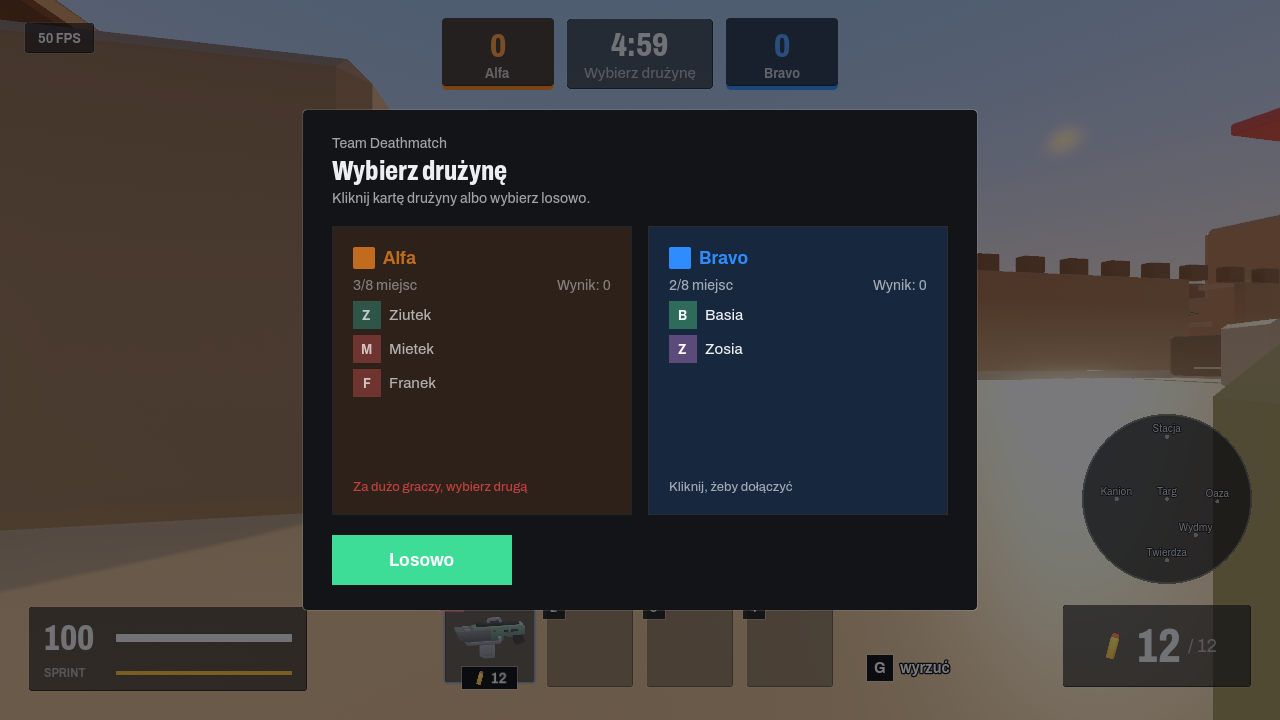 50 FPS
0
Alfa
4:59
Wybierz drużynę
0
Bravo
Team Deathmatch
Wybierz drużynę
Kliknij kartę drużyny albo wybierz losowo.
Alfa
3/8 miejsc
Wynik: 0
Z
Ziutek
M
Mietek
F
Franek
Za dużo graczy, wybierz drugą
Bravo
2/8 miejsc
Wynik: 0
B
Basia
Z
Zosia
Kliknij, żeby dołączyć
Losowo
Stacja
Kanion
Targ
Oaza
Wydmy
Twierdza
100
SPRINT
12
G
wyrzuć
12 / 12